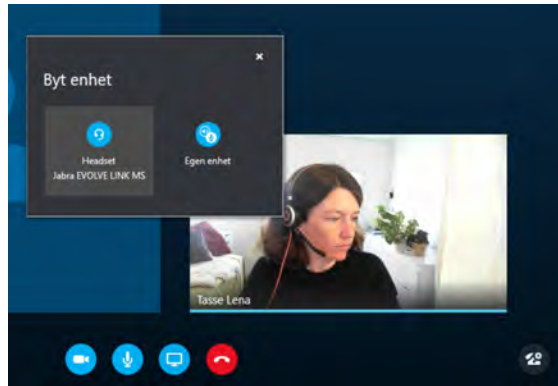 Byt enhet
Headset
Jabra EVOLVE LINK MS
Egen enhet
Tasse Lena